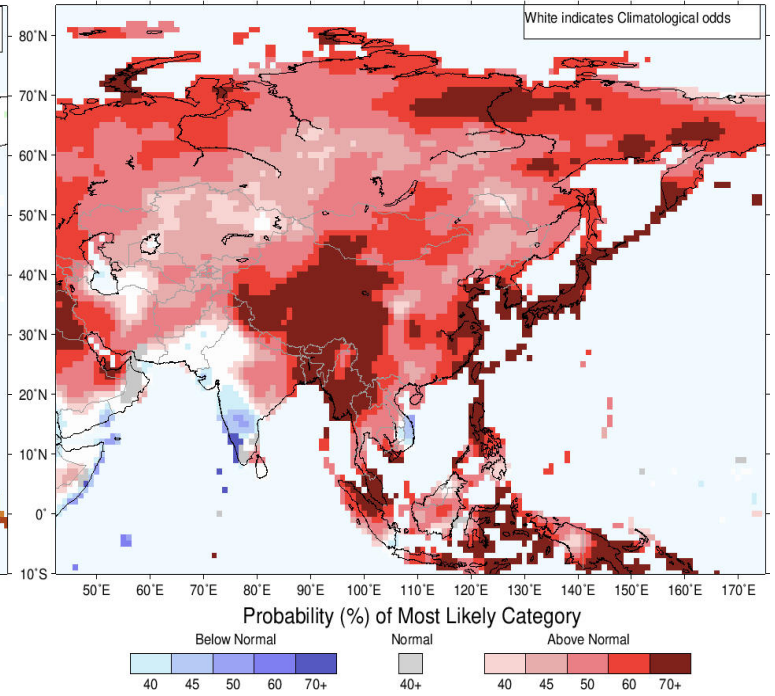 White indicates Climatological odds
80°N
70°N
60°N
50°N
40°N
30°N
20°N
10°N
0°
10°S
50°E 60°E 70°E 80°E 90°E 100°E 110°E 120°E 130°E 140°E 150°E 160°E 170°E
Probability (%) of Most Likely Category
Below Normal Normal Above Normal
40 45 50 60 70+ 40+ 40 45 50 60 70+